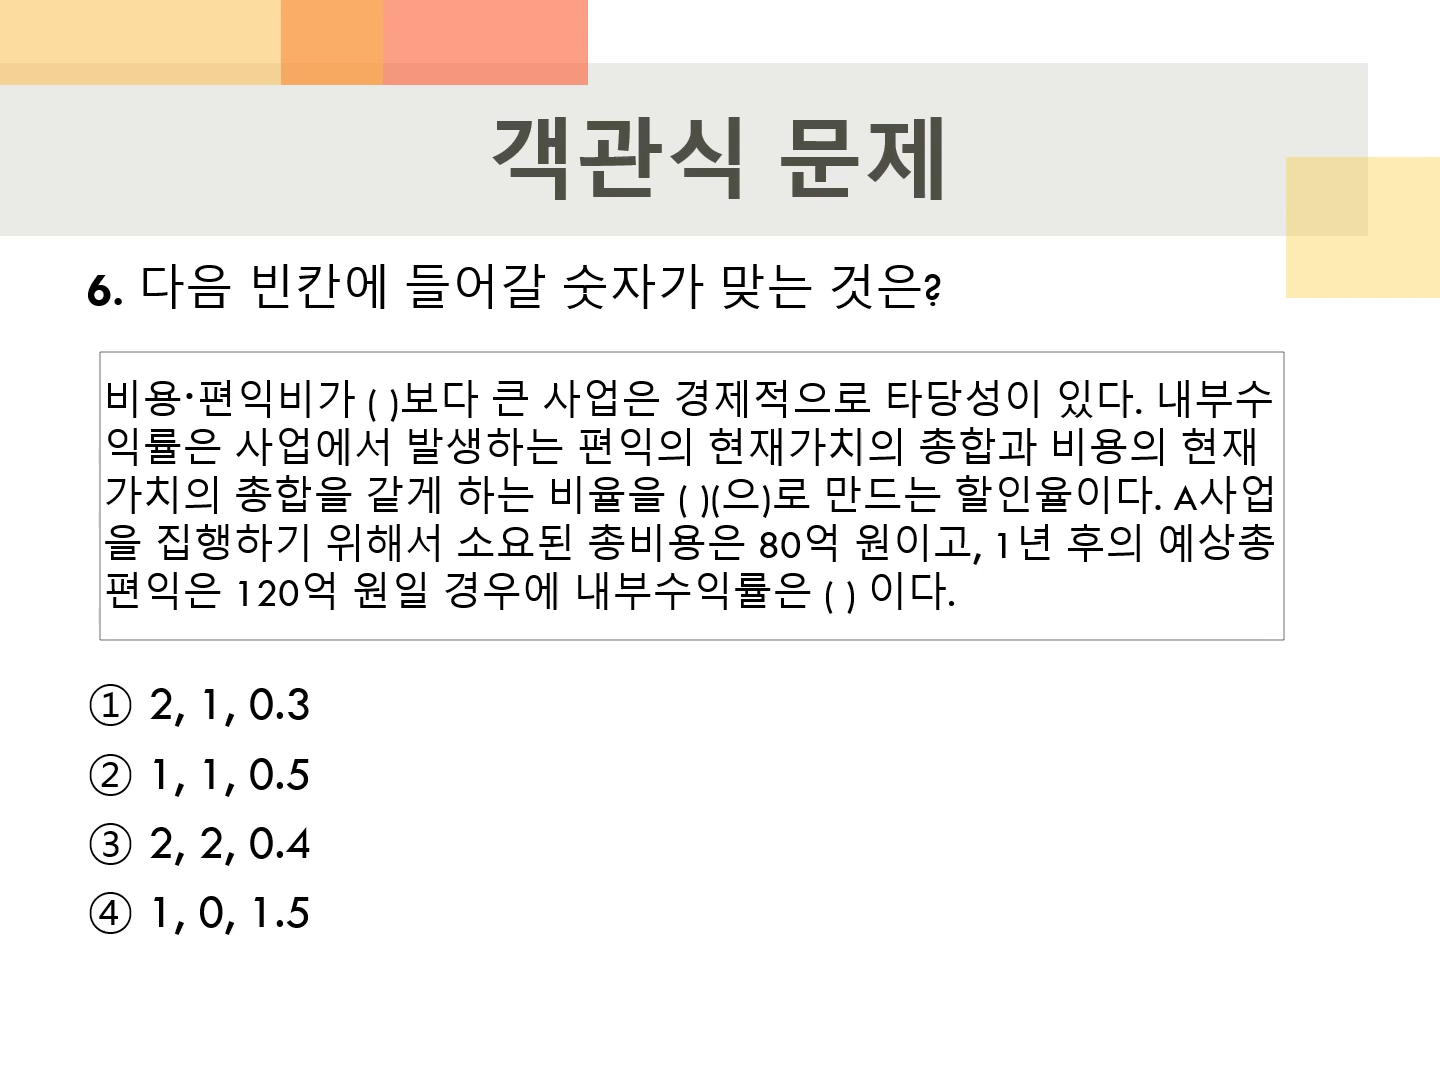 객관식 문제
6. 다음 빈칸에 들어갈 숫자가 맞는 것은?
비용·편익비가 ( )보다 큰 사업은 경제적으로 타당성이 있다. 내부수
익률은 사업에서 발생하는 편익의 현재가치의 총합과 비용의 현재
가치의 총합을 같게 하는 비율을 ( )(으)로 만드는 할인율이다. A사업
을 집행하기 위해서 소요된 총비용은 80억 원이고, 1년 후의 예상총
편익은 120억 원일 경우에 내부수익률은 ( ) 이다.
① 2, 1, 0.3
② 1, 1, 0.5
③ 2, 2, 0.4
④ 1, 0, 1.5